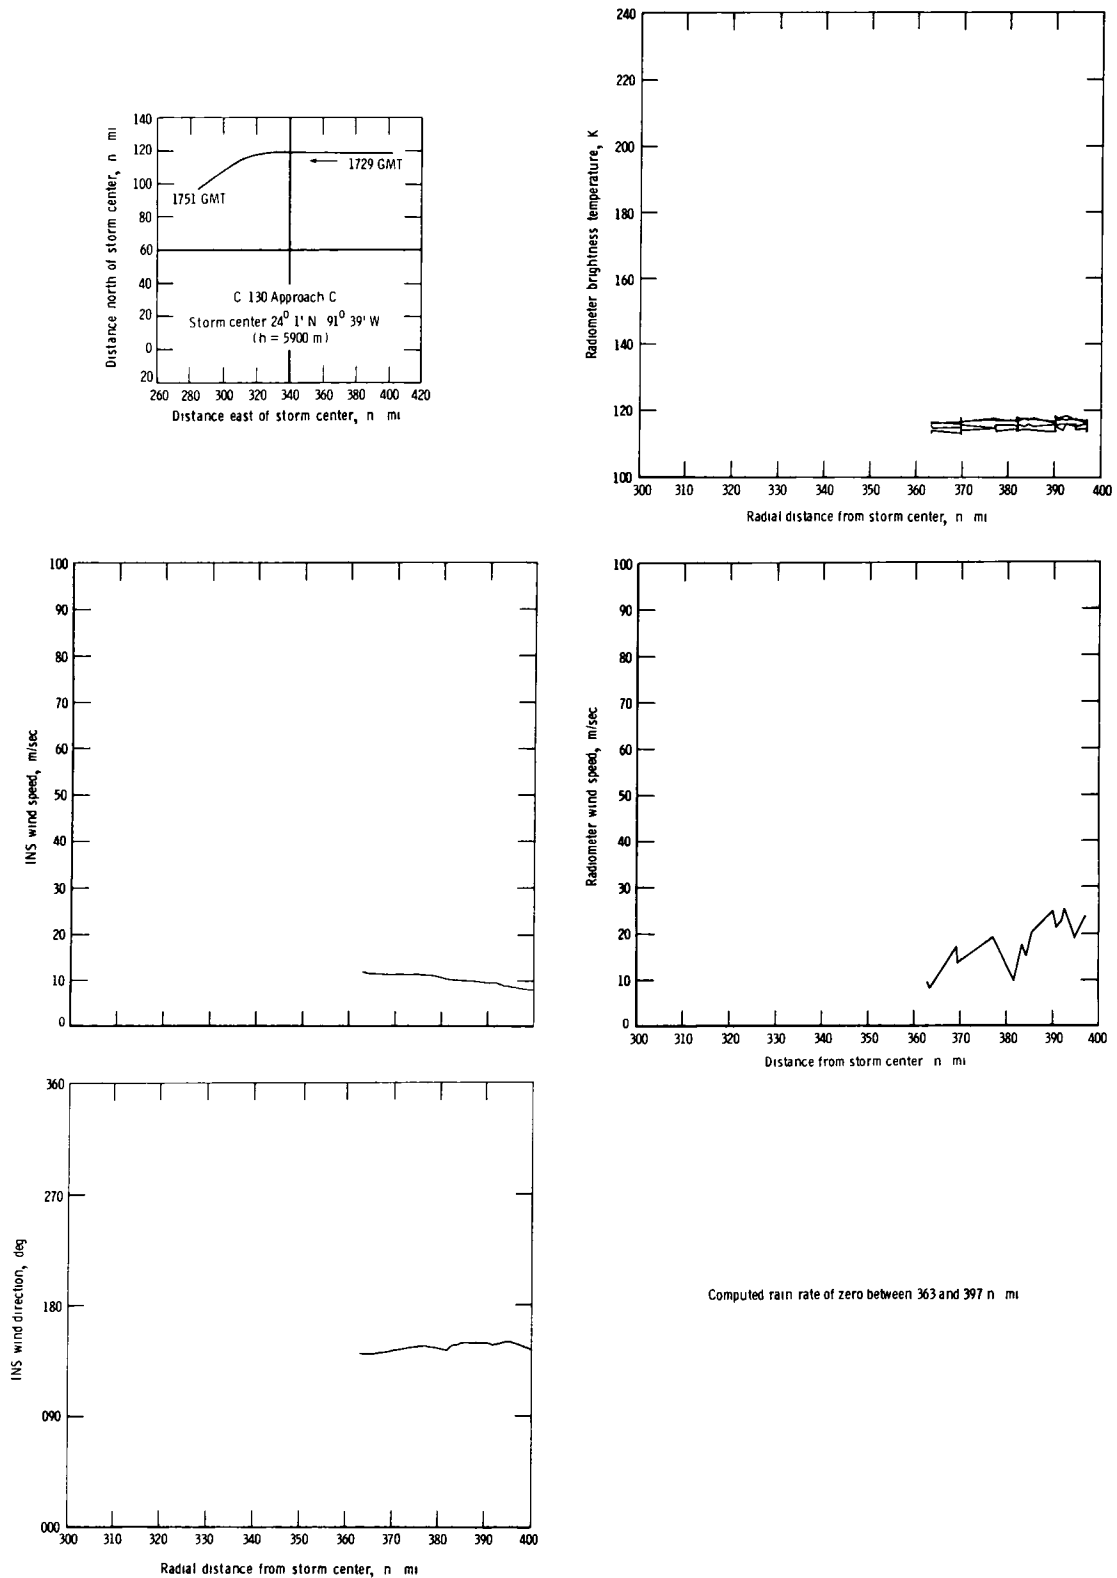 140
120
100
80
60
40
20
0
20
Distance north of storm center, n mi
1729 GMT
1751 GMT
C 130 Approach C
Storm center 24° 1' N 91° 39' W
(h = 5900 m)
260 280 300 320 340 360 380 400 420
Distance east of storm center, n mi
240
220
200
180
160
140
120
100
Radiometer brightness temperature, K
300 310 320 330 340 350 360 370 380 390 400
Radial distance from storm center, n mi
100
90
80
70
60
50
40
30
20
10
0
INS wind speed, m/sec
100
90
80
70
60
50
40
30
20
10
0
Radiometer wind speed, m/sec
300 310 320 330 340 350 360 370 380 390 400
Distance from storm center n mi
360
270
180
090
000
INS wind direction, deg
300 310 320 330 340 350 360 370 380 390 400
Radial distance from storm center, n mi
Computed rain rate of zero between 363 and 397 n mi